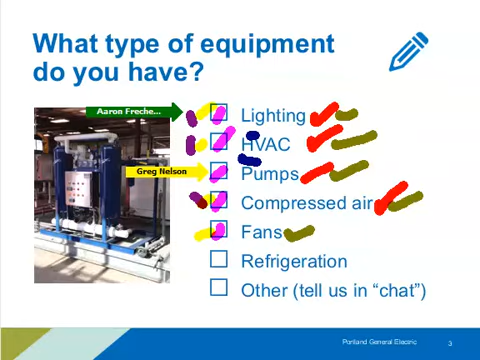 What type of equipment
do you have?
Aaron Freche...
Lighting
HVAC
Greg Nelson
Pumps
Compressed air
Fans
Refrigeration
Other (tell us in “chat”)
Portland General Electric
3